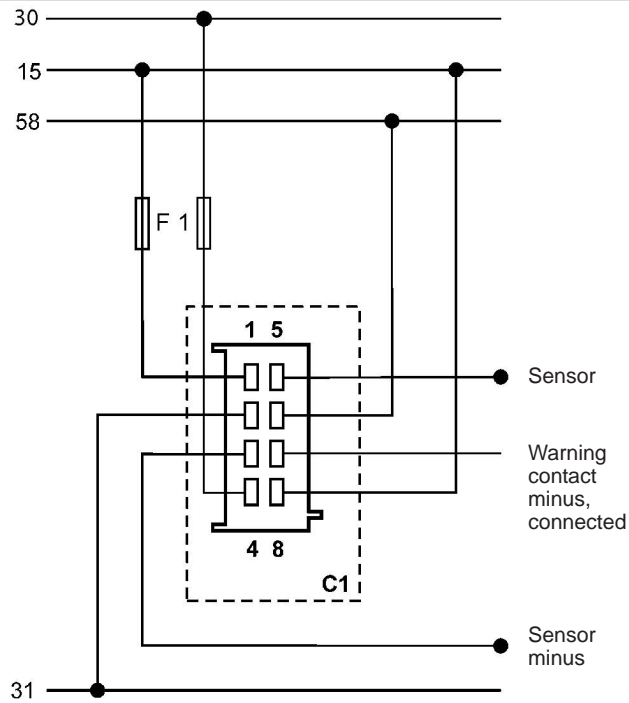 30
15
58
F 1
1 5
Sensor
Warning
contact
minus,
connected
4 8
C1
Sensor
minus
31